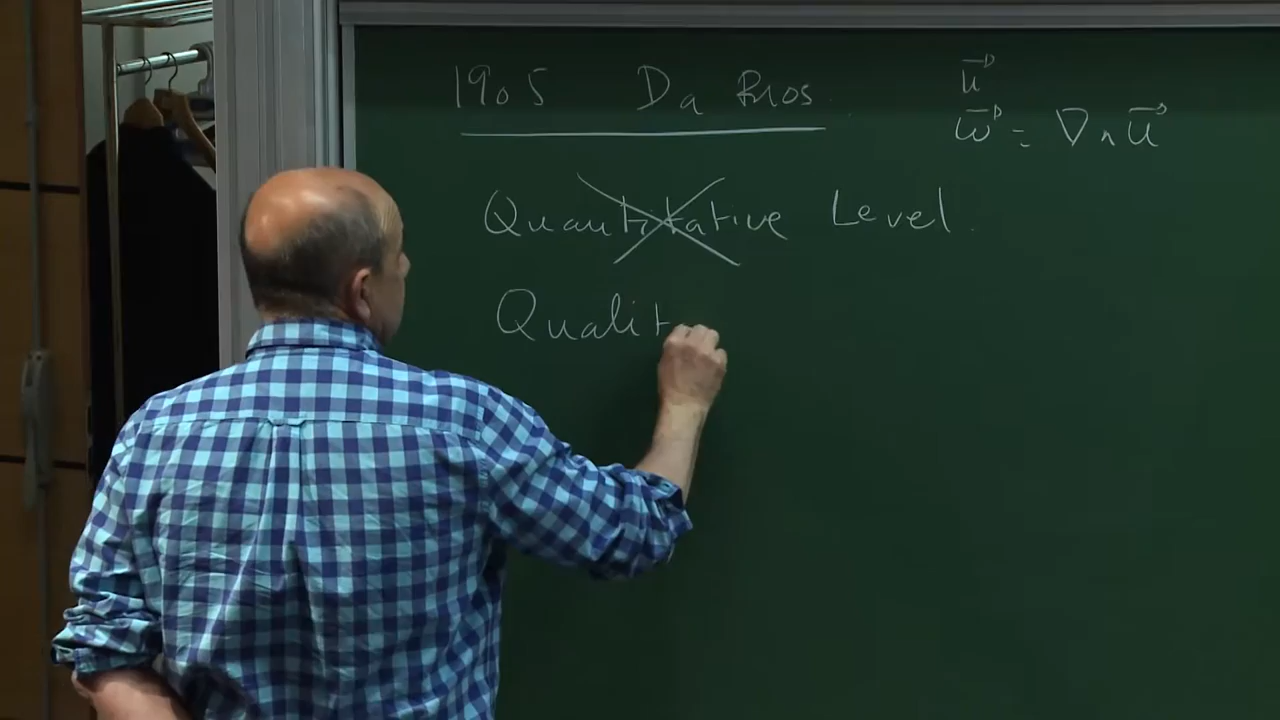 1905 Da Rios
u⃗
ω⃗ = ∇ ∧ u⃗
Quantitative Level.
Qualit